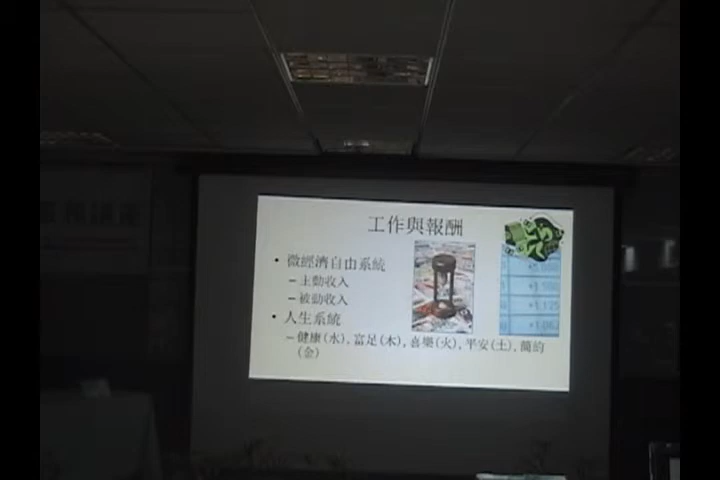 工作與報酬
• 微經濟自由系統
–主動收入
–被動收入
• 人生系統
–健康(水), 富足(木), 喜樂(火), 平安(土), 簡約
(金)